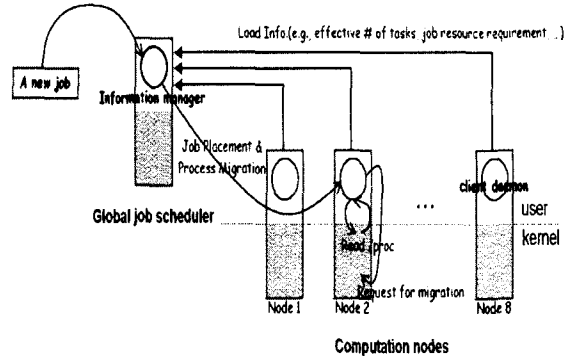 Load Info.(e.g., effective # of tasks, job resource requirement, ..)
A new job
Information manager
Job Placement &
Process Migration
client daemon
Global job scheduler
...
user
kernel
Read /proc
Request for migration
Node 1
Node 2
Node 8
Computation nodes